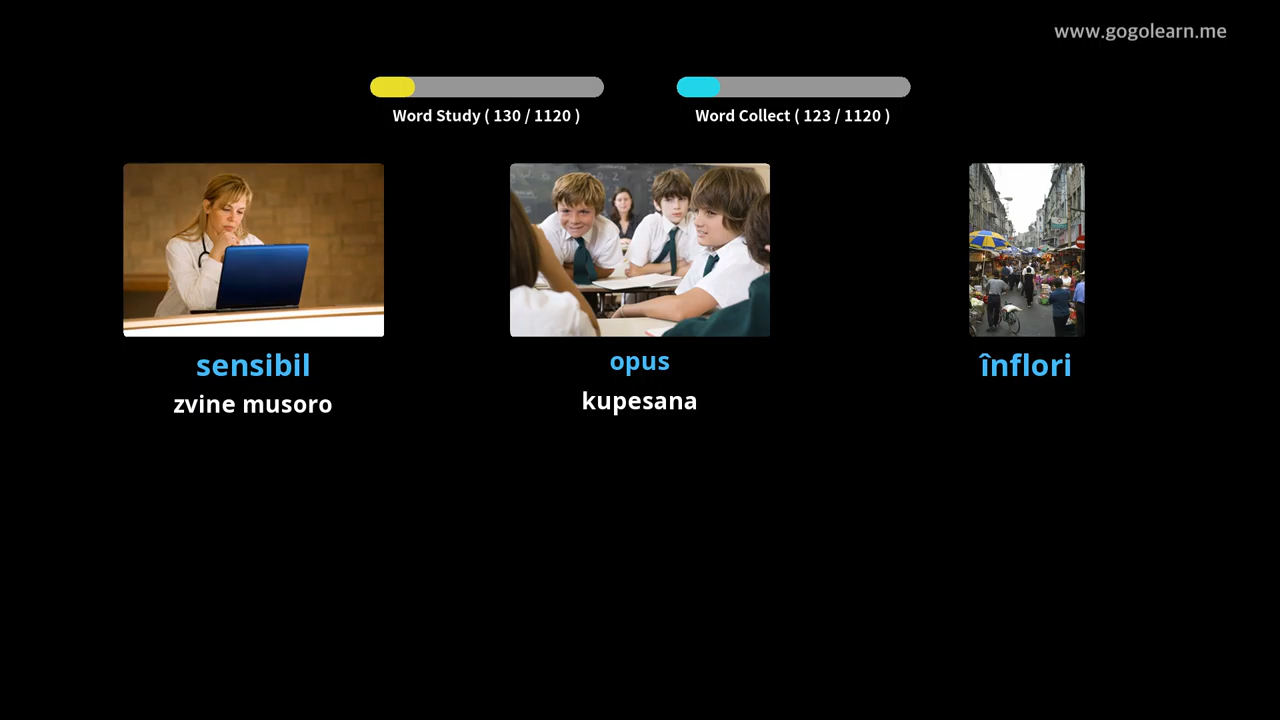 www.gogolearn.me
Word Study ( 130 / 1120 )
Word Collect ( 123 / 1120 )
sensibil
zvine musoro
opus
kupesana
înflori